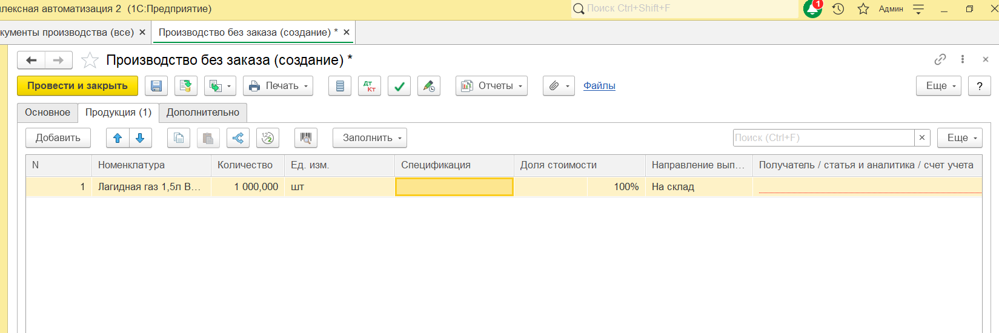 плексная автоматизация 2 (1С:Предприятие)
Поиск Ctrl+Shift+F
1
Админ
кументы производства (все)
Производство без заказа (создание) *
Производство без заказа (создание) *
Провести и закрыть
Печать
Дт Кт
Отчеты
Файлы
Еще
?
Основное
Продукция (1)
Дополнительно
Добавить
Заполнить
Поиск (Ctrl+F)
Еще
N Номенклатура Количество Ед. изм. Спецификация Доля стоимости Направление вып... Получатель / статья и аналитика / счет учета
1 Лагидная газ 1,5л В... 1 000,000 шт 100% На склад